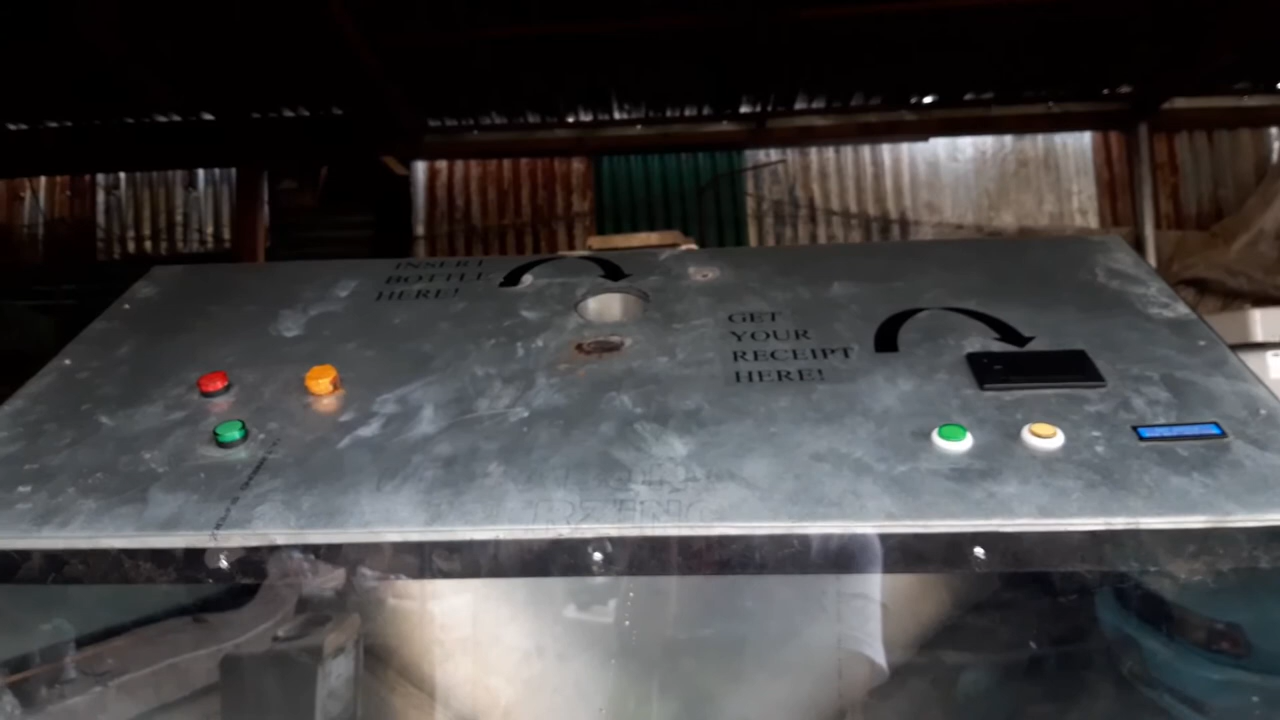 INSERT
BOTTLE
HERE!
GET
YOUR
RECEIPT
HERE!